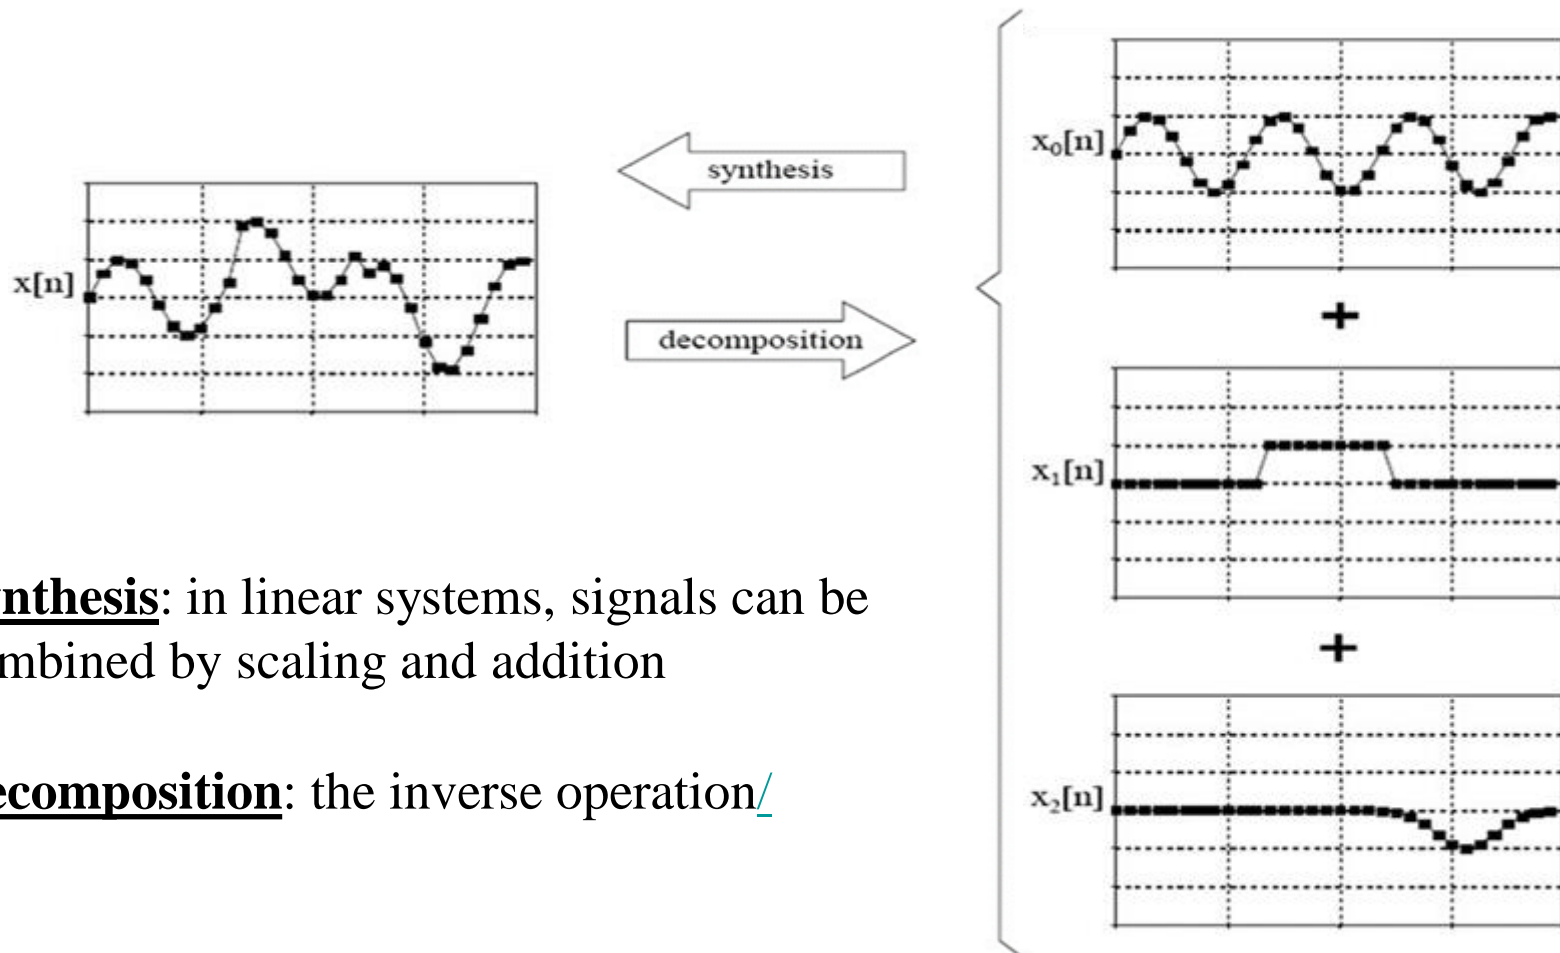 x[n]
synthesis
decomposition
x₀[n]
+
x₁[n]
+
x₂[n]
nthesis: in linear systems, signals can be
mbined by scaling and addition
ecomposition: the inverse operation/